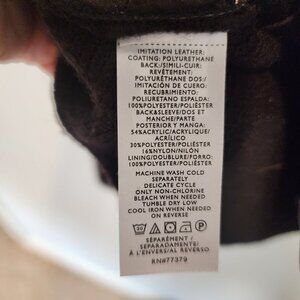 IMITATION LEATHER:
COATING: POLYURETHANE
BACK:/SIMILI-CUIR:
REVÊTEMENT:
POLYURÉTHANE DOS:/
IMITACIÓN DE CUERO:
RECUBRIMIENTO:
POLIURETANO ESPALDA:
100%POLYESTER/POLIÉSTER
BACK&SLEEVE/DOS ET
MANCHE/PARTE
POSTERIOR Y MANGA:
54%ACRYLIC/ACRYLIQUE/
ACRÍLICO
30%POLYESTER/POLIÉSTER
16%NYLON/NILÓN
LINING/DOUBLURE/FORRO:
100%POLYESTER/POLIÉSTER
MACHINE WASH COLD
SEPARATELY
DELICATE CYCLE
ONLY NON-CHLORINE
BLEACH WHEN NEEDED
TUMBLE DRY LOW
COOL IRON WHEN NEEDED
ON REVERSE
SÉPARÉMENT /
SEPARADAMENTE
À L'ENVERS/AL REVERSO
RN#77379